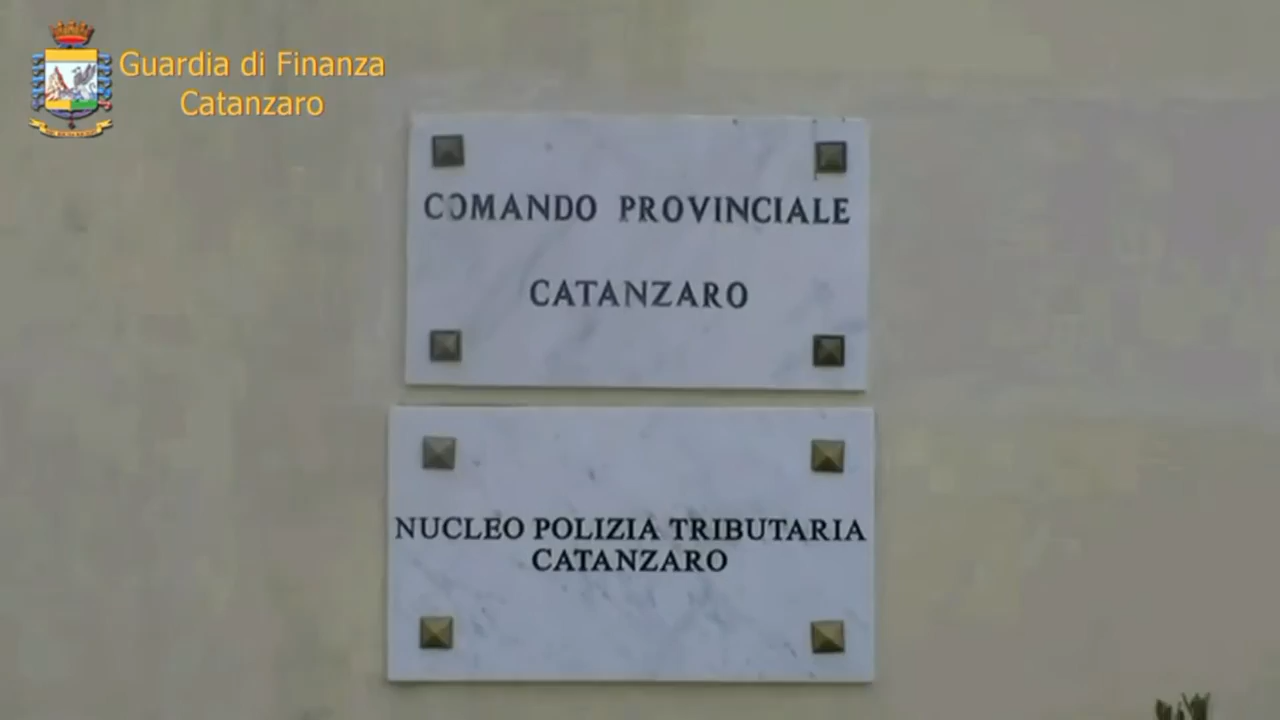 Guardia di Finanza
Catanzaro
COMANDO PROVINCIALE
CATANZARO
NUCLEO POLIZIA TRIBUTARIA
CATANZARO